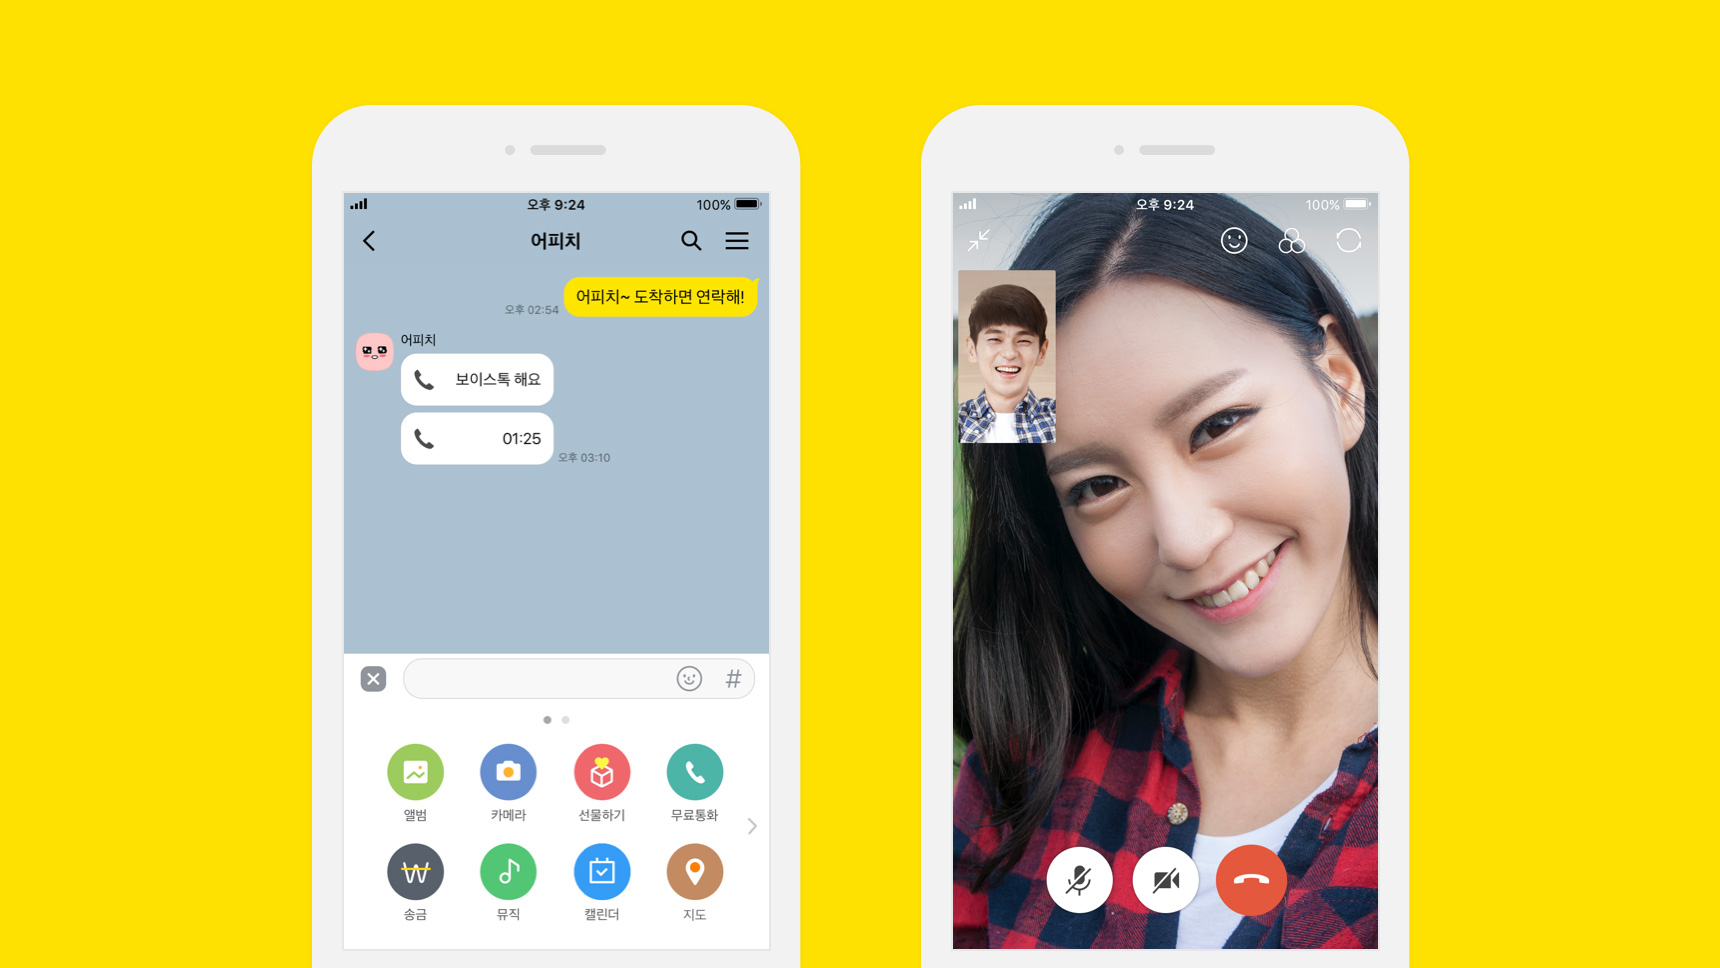 오후 9:24
100%
어피치
어피치~ 도착하면 연락해!
오후 02:54
어피치
보이스톡 해요
01:25
오후 03:10
#
앨범
카메라
선물하기
무료통화
송금
뮤직
캘린더
지도
오후 9:24
100%